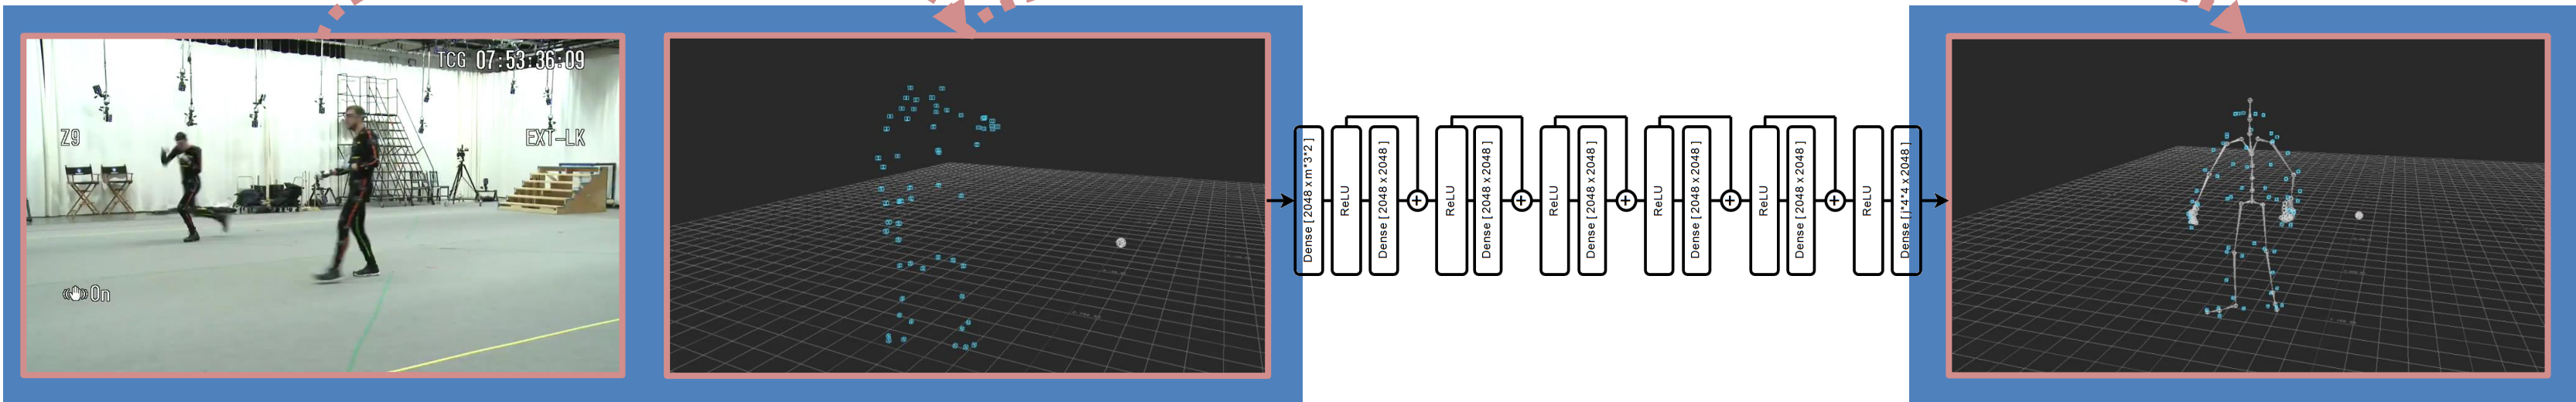 TCG 07:53:36:09
Z9
EXT-LK
On
Dense [ 2048 x m*3*2 ]
ReLU
Dense [ 2048 x 2048 ]
+
ReLU
Dense [ 2048 x 2048 ]
+
ReLU
Dense [ 2048 x 2048 ]
+
ReLU
Dense [ 2048 x 2048 ]
+
ReLU
Dense [ 2048 x 2048 ]
+
ReLU
Dense [ j*4*4 x 2048 ]